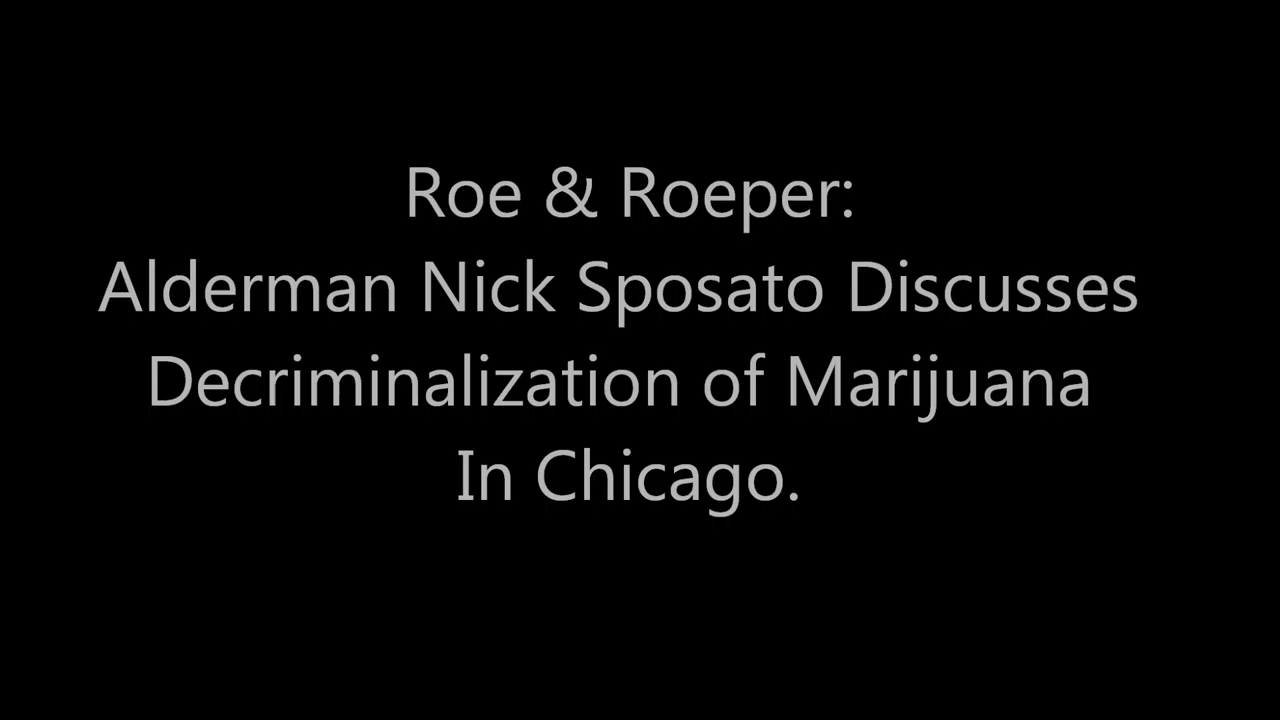 Roe & Roeper:
Alderman Nick Sposato Discusses
Decriminalization of Marijuana
In Chicago.